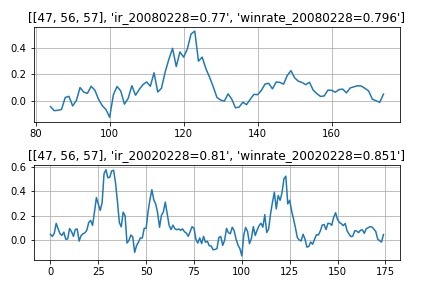 [[47, 56, 57], 'ir_20080228=0.77', 'winrate_20080228=0.796']
0.4
0.2
0.0
80 100 120 140 160
[[47, 56, 57], 'ir_20020228=0.81', 'winrate_20020228=0.851']
0.6
0.4
0.2
0.0
0 25 50 75 100 125 150 175